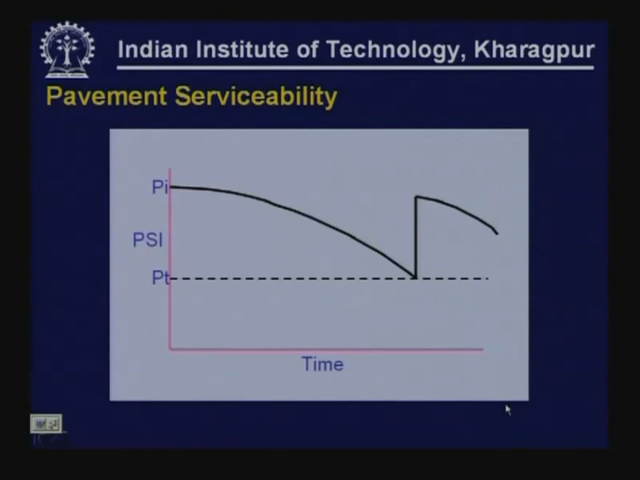 Indian Institute of Technology, Kharagpur
Pavement Serviceability
Pi
PSI
Pt
Time